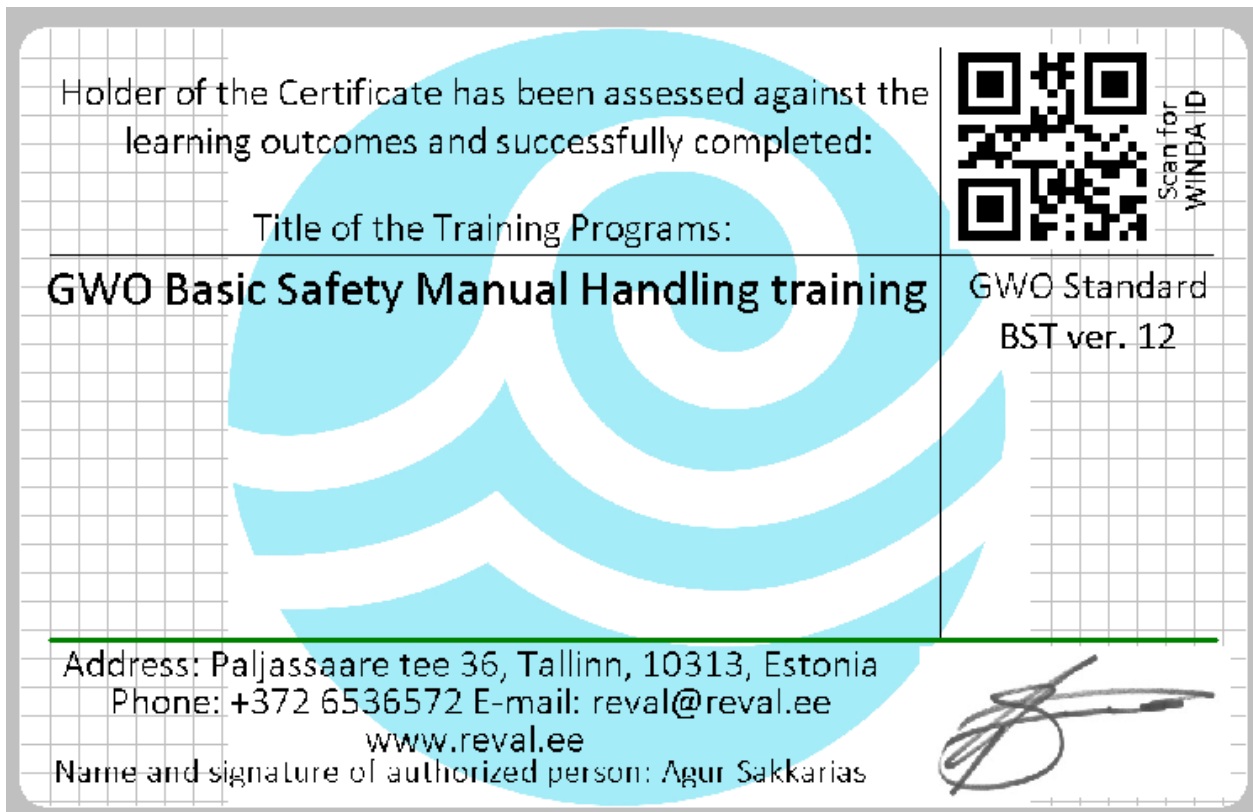 Holder of the Certificate has been assessed against the
learning outcomes and successfully completed:
Scan for
WINDA ID
Title of the Training Programs:
GWO Basic Safety Manual Handling training
GWO Standard
BST ver. 12
Address: Paljassaare tee 36, Tallinn, 10313, Estonia
Phone: +372 6536572 E-mail: reval@reval.ee
www.reval.ee
Name and signature of authorized person: Agur Sakkarias